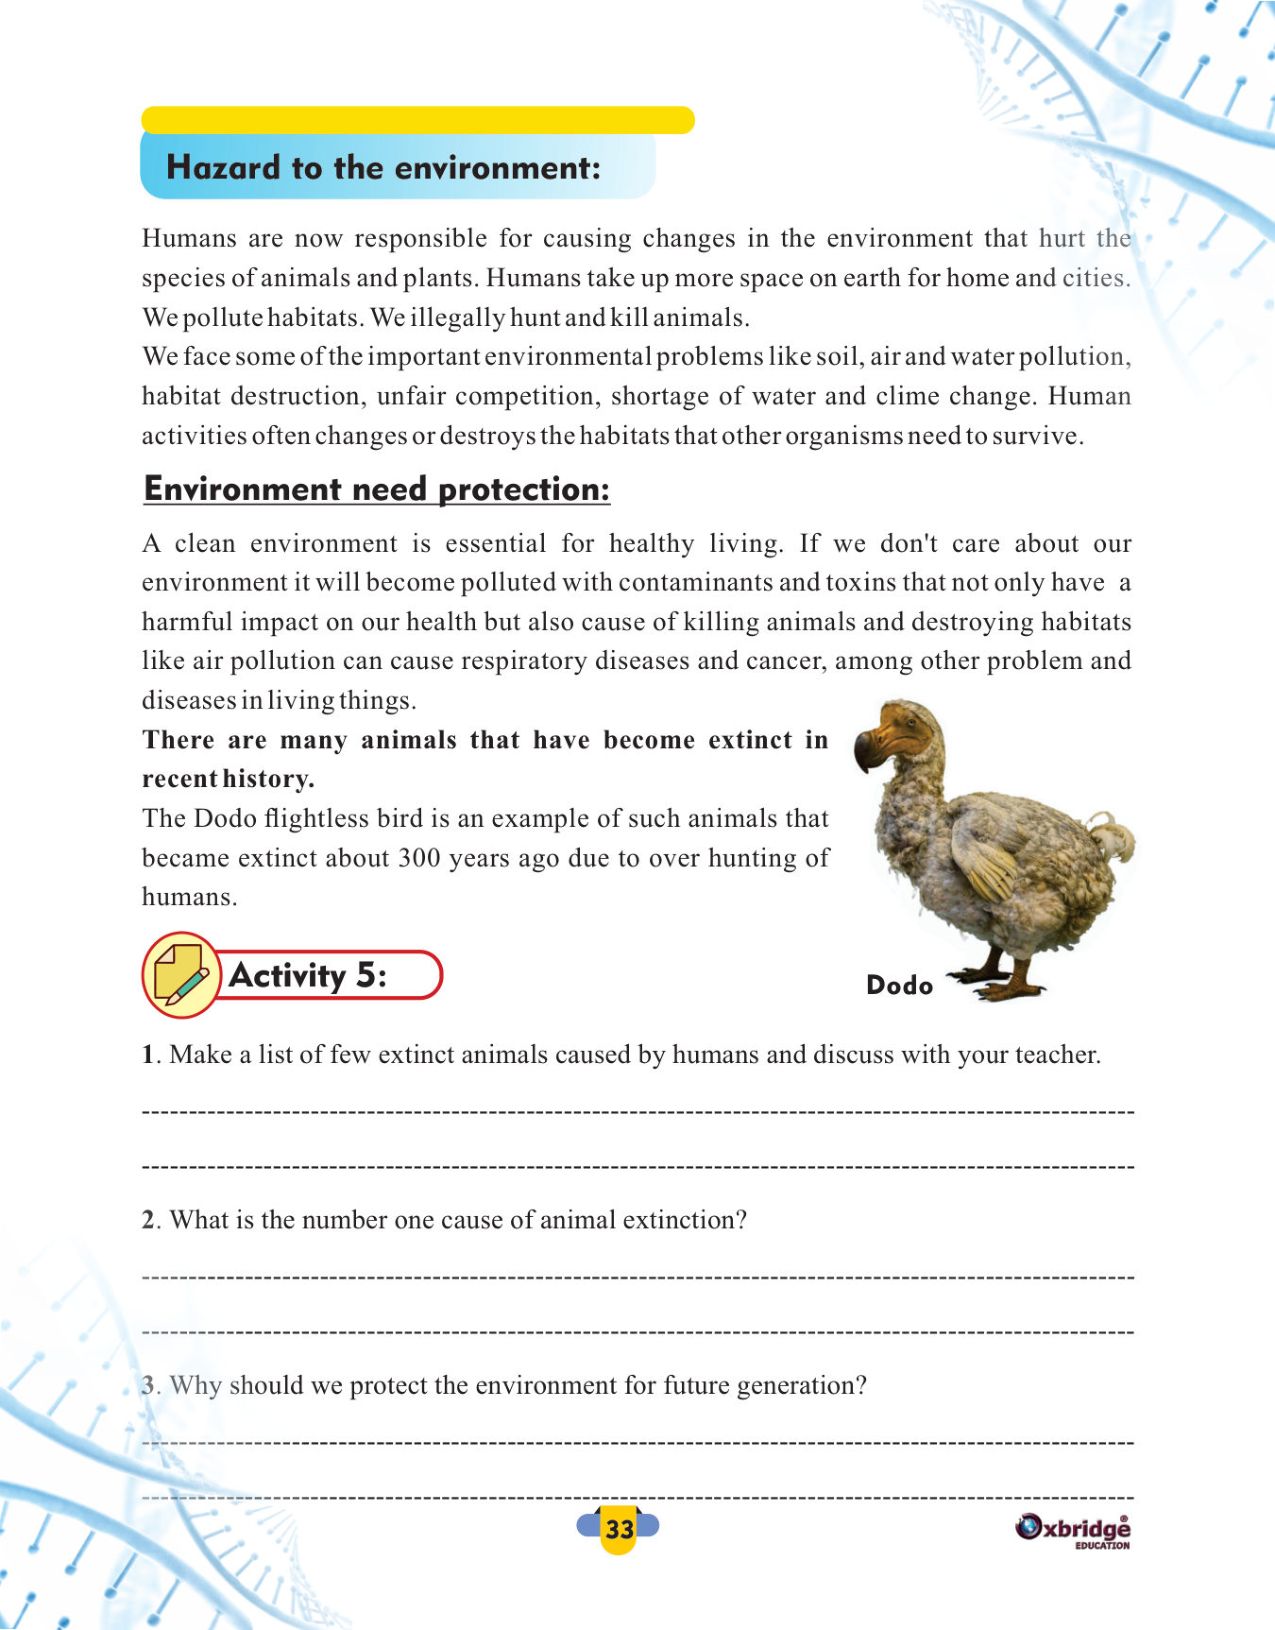 Hazard to the environment:
Humans are now responsible for causing changes in the environment that hurt the
species of animals and plants. Humans take up more space on earth for home and cities.
We pollute habitats. We illegally hunt and kill animals.
We face some of the important environmental problems like soil, air and water pollution,
habitat destruction, unfair competition, shortage of water and clime change. Human
activities often changes or destroys the habitats that other organisms need to survive.
Environment need protection:
A clean environment is essential for healthy living. If we don't care about our
environment it will become polluted with contaminants and toxins that not only have a
harmful impact on our health but also cause of killing animals and destroying habitats
like air pollution can cause respiratory diseases and cancer, among other problem and
diseases in living things.
There are many animals that have become extinct in
recent history.
The Dodo flightless bird is an example of such animals that
became extinct about 300 years ago due to over hunting of
humans.
Dodo
Activity 5:
1. Make a list of few extinct animals caused by humans and discuss with your teacher.
2. What is the number one cause of animal extinction?
3. Why should we protect the environment for future generation?
33
Oxbridge®
EDUCATION